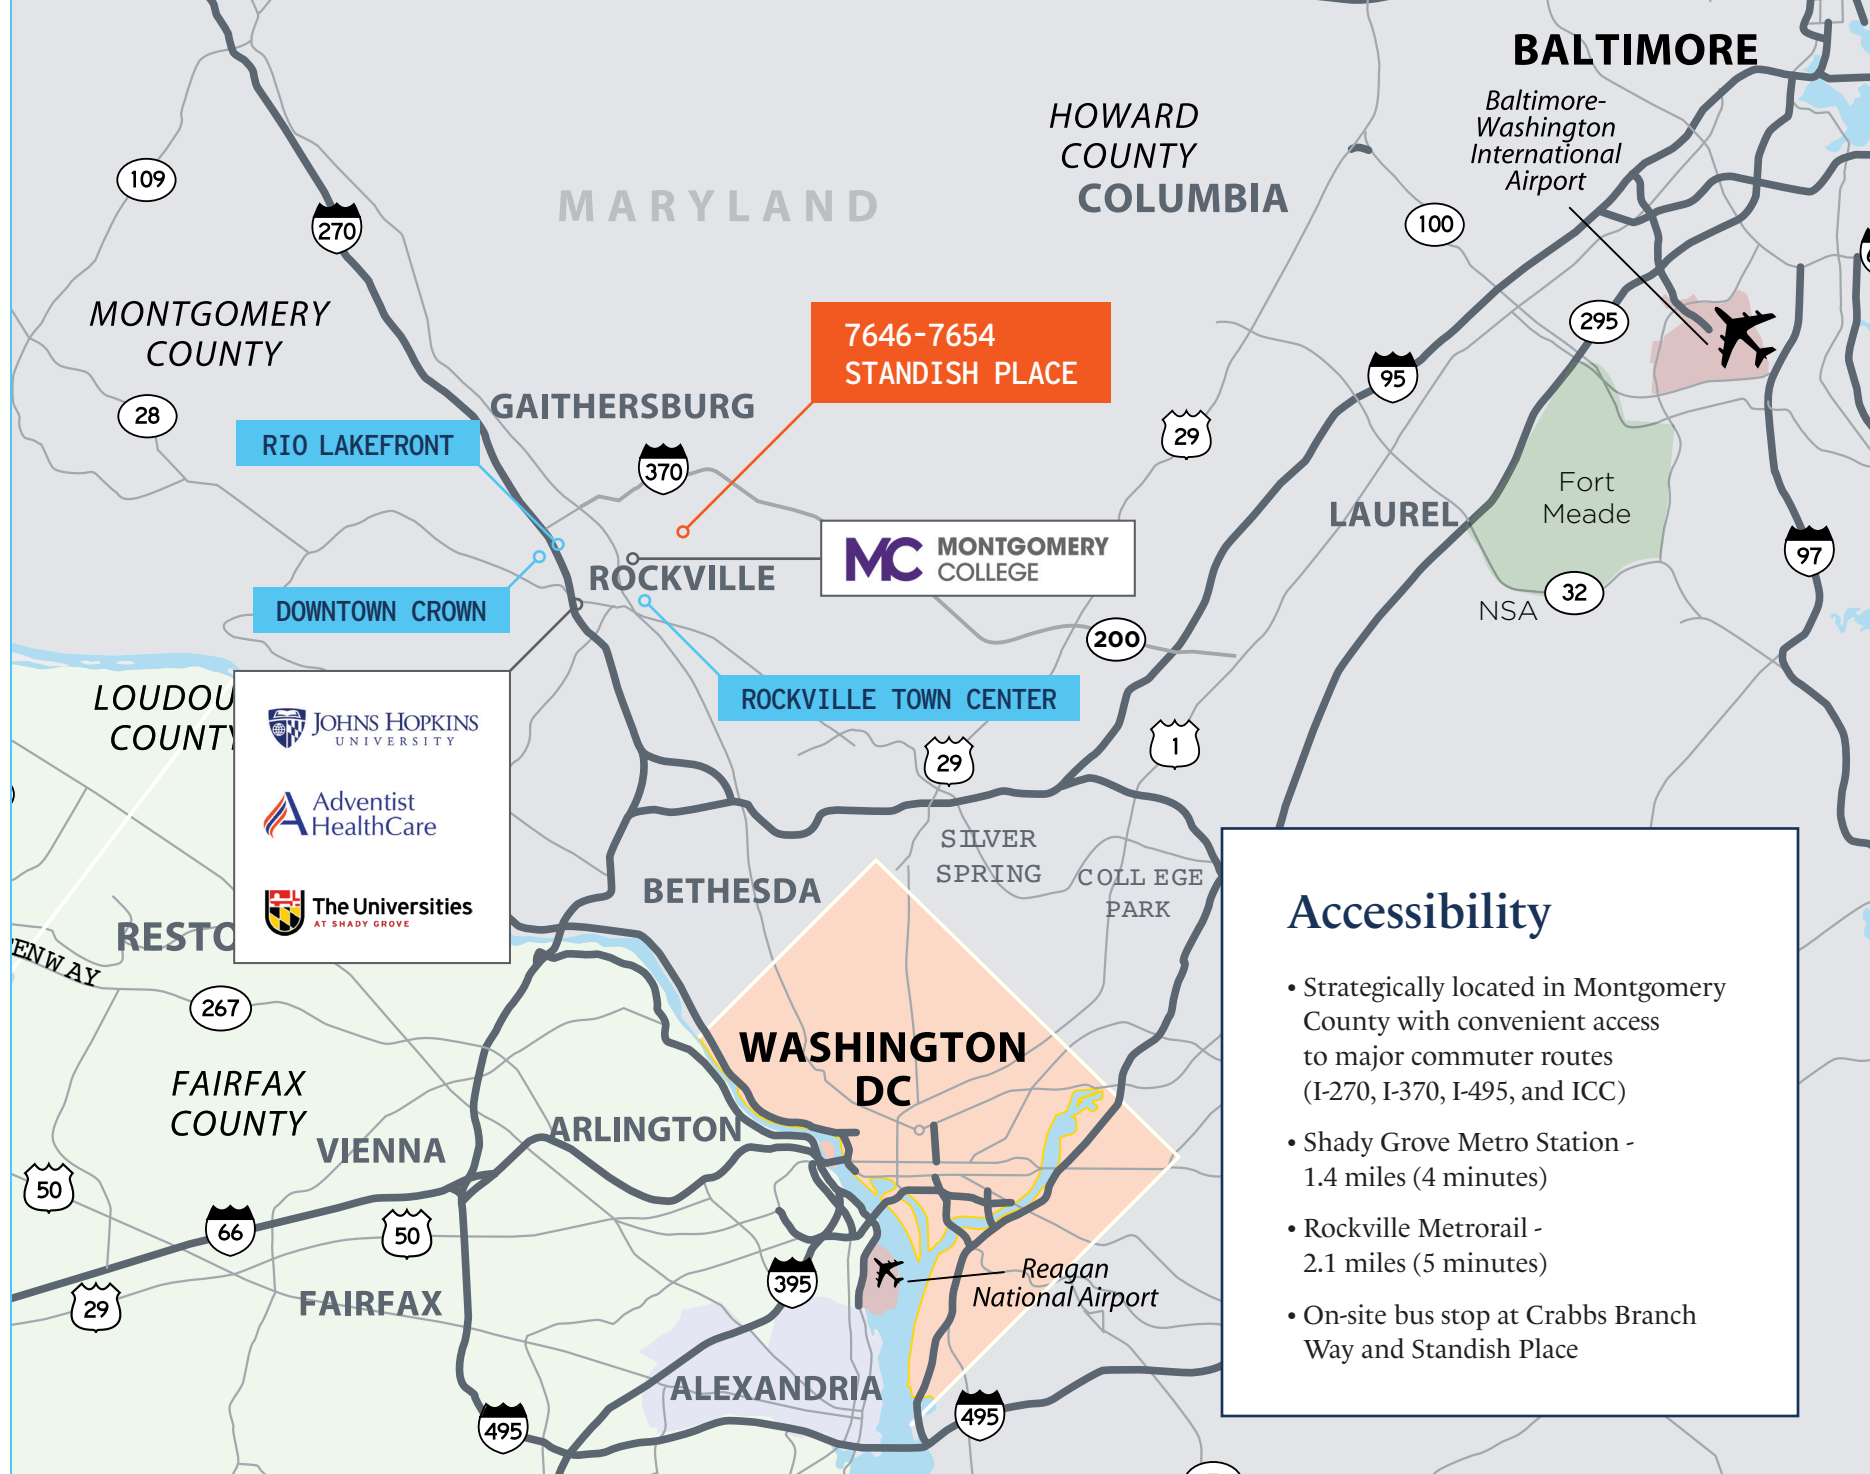 BALTIMORE
Baltimore-
Washington
International
Airport
HOWARD
COUNTY
COLUMBIA
MARYLAND
109
270
100
MONTGOMERY
COUNTY
7646-7654
STANDISH PLACE
295
95
28
GAITHERSBURG
29
RIO LAKEFRONT
370
Fort
Meade
LAUREL
97
MC MONTGOMERY
COLLEGE
ROCKVILLE
DOWNTOWN CROWN
32
NSA
200
ROCKVILLE TOWN CENTER
LOUDOU
COUNTY
JOHNS HOPKINS
UNIVERSITY
29
1
Adventist
HealthCare
SILVER
SPRING
COLLEGE
PARK
BETHESDA
The Universities
AT SHADY GROVE
RESTO
ENWAY
267
WASHINGTON
DC
FAIRFAX
COUNTY
ARLINGTON
VIENNA
50
66
50
395
29
FAIRFAX
Reagan
National Airport
ALEXANDRIA
495
495
Accessibility
• Strategically located in Montgomery
County with convenient access
to major commuter routes
(I-270, I-370, I-495, and ICC)
• Shady Grove Metro Station -
1.4 miles (4 minutes)
• Rockville Metrorail -
2.1 miles (5 minutes)
• On-site bus stop at Crabbs Branch
Way and Standish Place